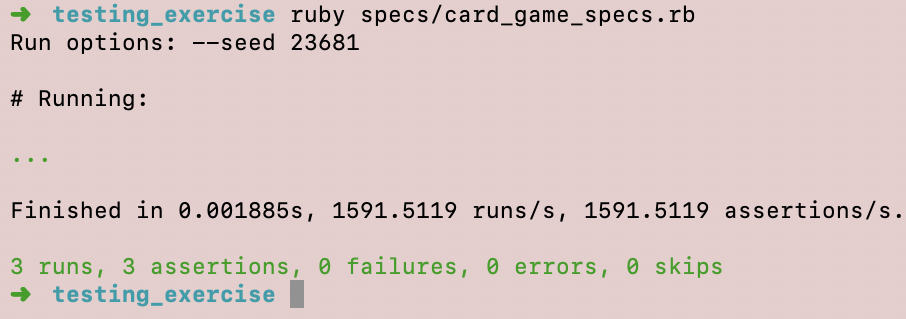 ➜ testing_exercise ruby specs/card_game_specs.rb
Run options: --seed 23681
# Running:
...
Finished in 0.001885s, 1591.5119 runs/s, 1591.5119 assertions/s.
3 runs, 3 assertions, 0 failures, 0 errors, 0 skips
➜ testing_exercise